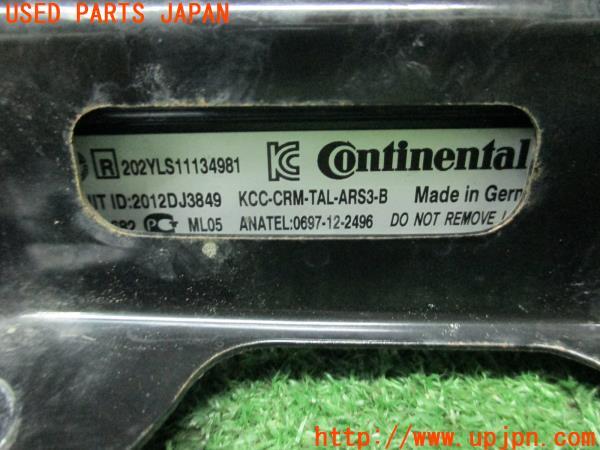 USED PARTS JAPAN
R 202YLS11134981 KC Continental
ID:2012DJ3849 KCC-CRM-TAL-ARS3-B Made in Germ
ML05 ANATEL:0697-12-2496 DO NOT REMOVE !
http://www.upjpn.com/